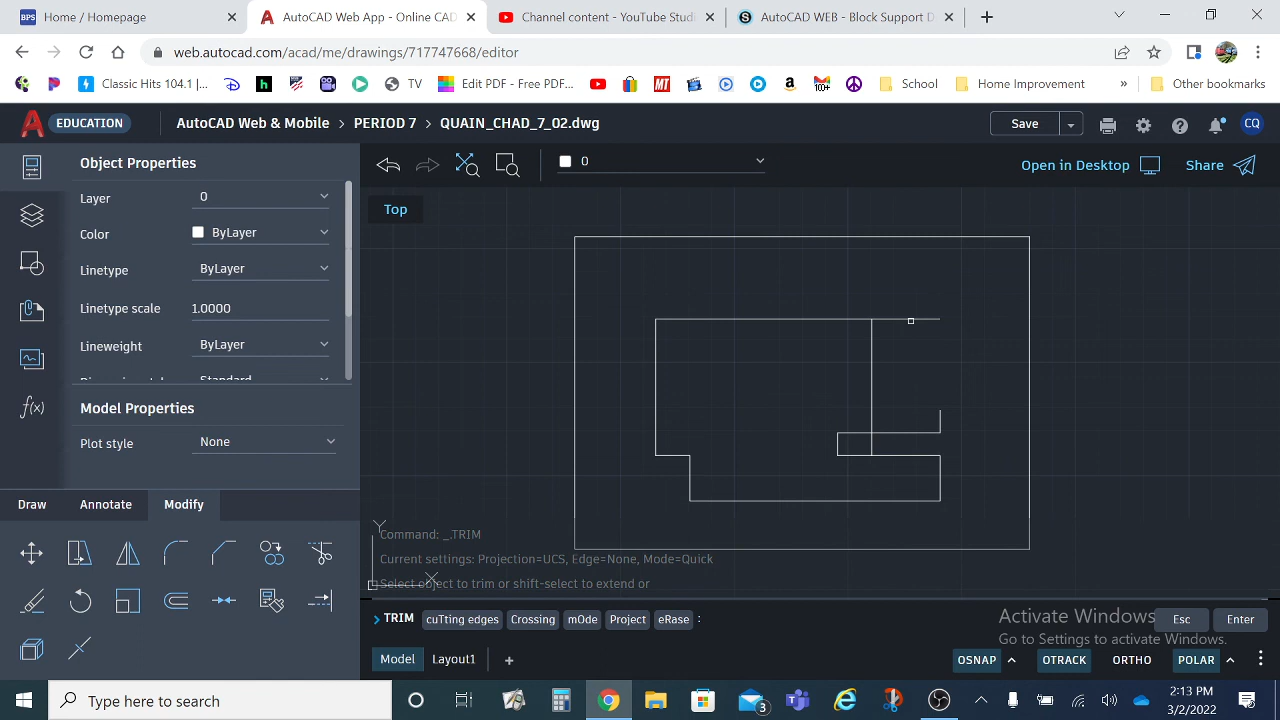 BPS Home / Homepage
AutoCAD Web App - Online CAD
Channel content - YouTube Stud
AutoCAD WEB - Block Support D
web.autocad.com/acad/me/drawings/717747668/editor
Classic Hits 104.1 |...
TV
Edit PDF - Free PDF...
MT
100+
School
Home Improvement
»
Other bookmarks
EDUCATION
AutoCAD Web & Mobile
PERIOD 7
QUAIN_CHAD_7_02.dwg
Save
CQ
Object Properties
0
Open in Desktop
Share
Layer 0
Top
Color ByLayer
Linetype ByLayer
Linetype scale 1.0000
Lineweight ByLayer
Standard
Model Properties
Plot style None
Draw Annotate Modify
Y
X
Command: _.TRIM
Current settings: Projection=UCS, Edge=None, Mode=Quick
Select object to trim or shift-select to extend or
TRIM cuTting edges Crossing mOde Project eRase :
Activate Windows
Go to Settings to activate Windows.
Esc Enter
Model Layout1 +
OSNAP OTRACK ORTHO POLAR
Type here to search
3
2:13 PM
3/2/2022